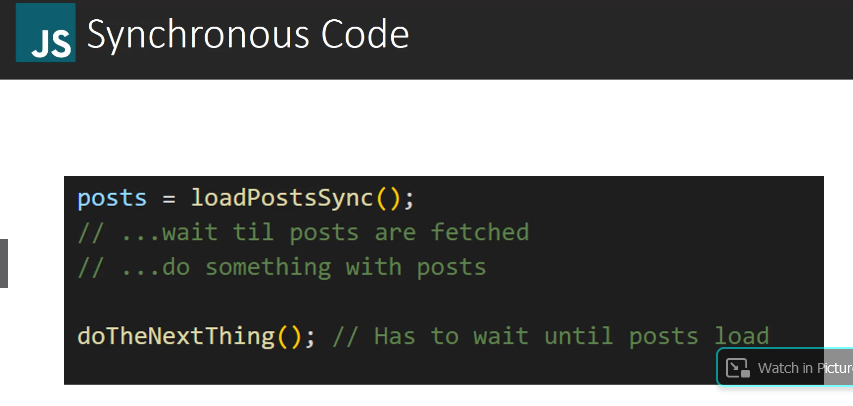 JS Synchronous Code
posts = loadPostsSync();
// ...wait til posts are fetched
// ...do something with posts
doTheNextThing(); // Has to wait until posts load
Watch in